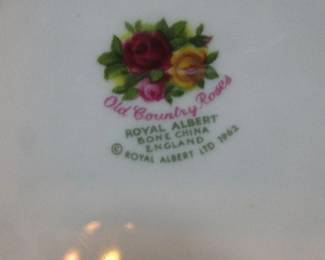 Old Country Roses
ROYAL ALBERT
BONE CHINA
ENGLAND
© ROYAL ALBERT LTD 1962